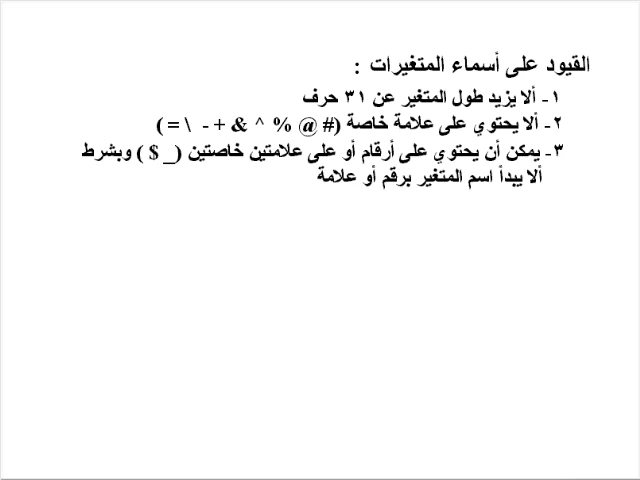 القيود على أسماء المتغيرات :
١- ألا يزيد طول المتغير عن ٣١ حرف
٢- ألا يحتوي على علامة خاصة (# @ % ^ & + - \ =)
٣- يمكن أن يحتوي على أرقام أو على علامتين خاصتين (_ $ ) وبشرط
ألا يبدأ اسم المتغير برقم أو علامة